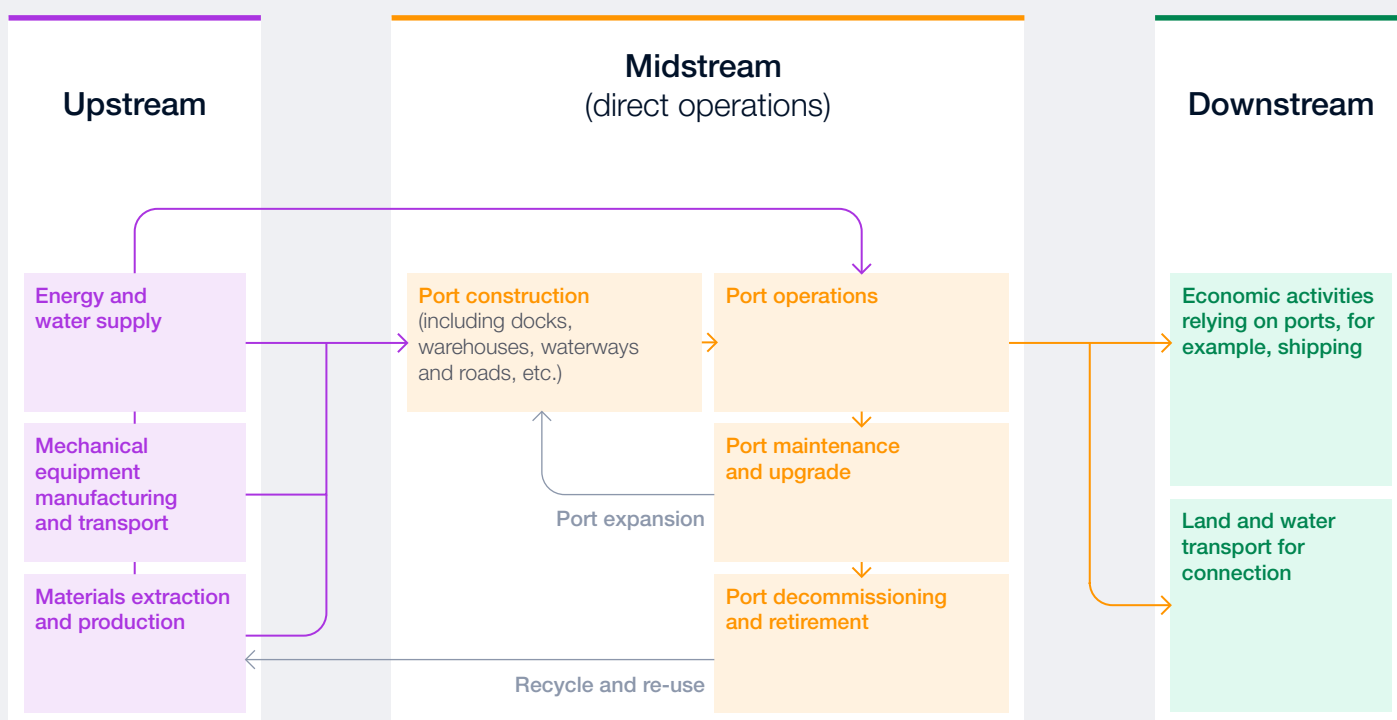 Upstream
Midstream
(direct operations)
Downstream
Energy and
water supply
Mechanical
equipment
manufacturing
and transport
Materials extraction
and production
Port construction
(including docks,
warehouses, waterways
and roads, etc.)
Port operations
Port maintenance
and upgrade
Port expansion
Port decommissioning
and retirement
Recycle and re-use
Economic activities
relying on ports, for
example, shipping
Land and water
transport for
connection